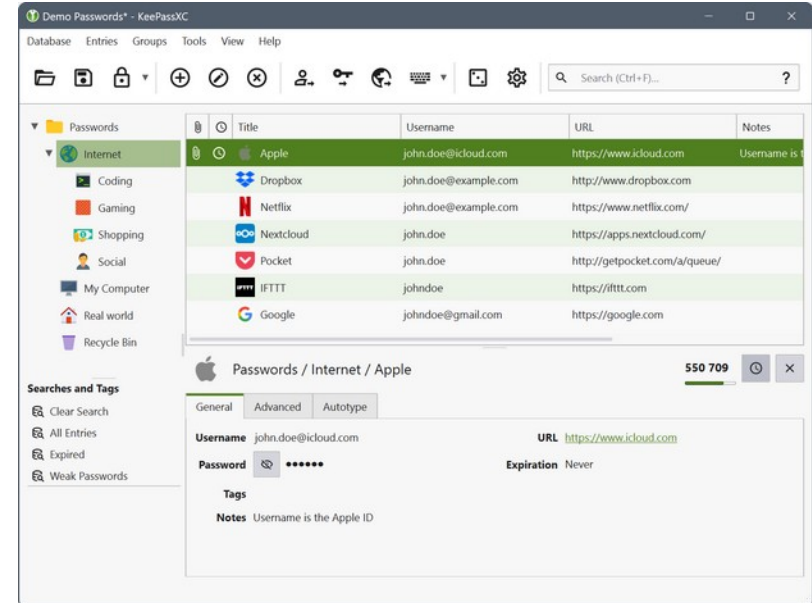 Demo Passwords* - KeePassXC
Database Entries Groups Tools View Help
Search (Ctrl+F)... ?
Passwords
Internet
Coding
Gaming
Shopping
Social
My Computer
Real world
Recycle Bin
Searches and Tags
Clear Search
All Entries
Expired
Weak Passwords
Title Username URL Notes
Apple john.doe@icloud.com https://www.icloud.com Username is t
Dropbox john.doe@example.com http://www.dropbox.com
Netflix john.doe@example.com https://www.netflix.com/
Nextcloud john.doe https://apps.nextcloud.com/
Pocket john.doe http://getpocket.com/a/queue/
IFTTT IFTTT johndoe https://ifttt.com
Google johndoe@gmail.com https://google.com
Passwords / Internet / Apple 550 709
General Advanced Autotype
Username john.doe@icloud.com URL https://www.icloud.com
Password ●●●●●● Expiration Never
Tags
Notes Username is the Apple ID